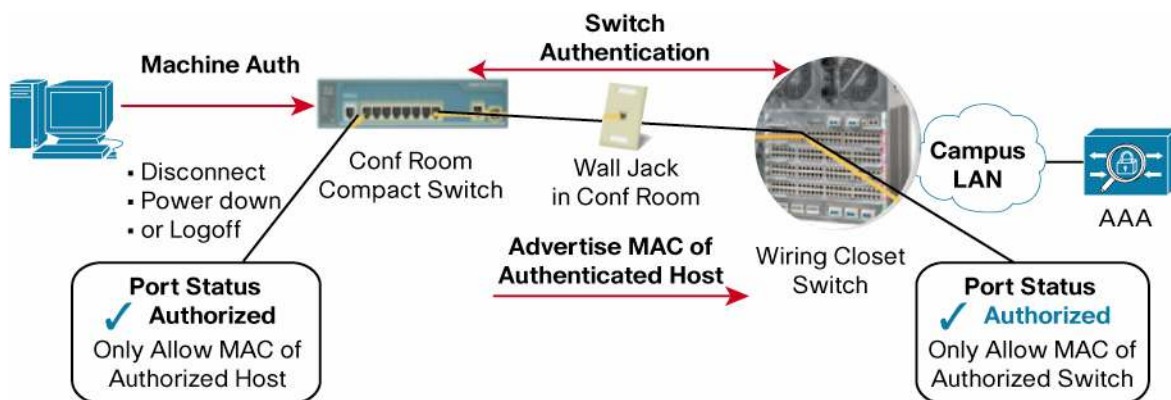 Switch
Authentication
Machine Auth
▪ Disconnect
▪ Power down
▪ or Logoff
Conf Room
Compact Switch
Wall Jack
in Conf Room
Campus
LAN
AAA
Advertise MAC of
Authenticated Host
Wiring Closet
Switch
Port Status
✓ Authorized
Only Allow MAC of
Authorized Host
Port Status
✓ Authorized
Only Allow MAC of
Authorized Switch